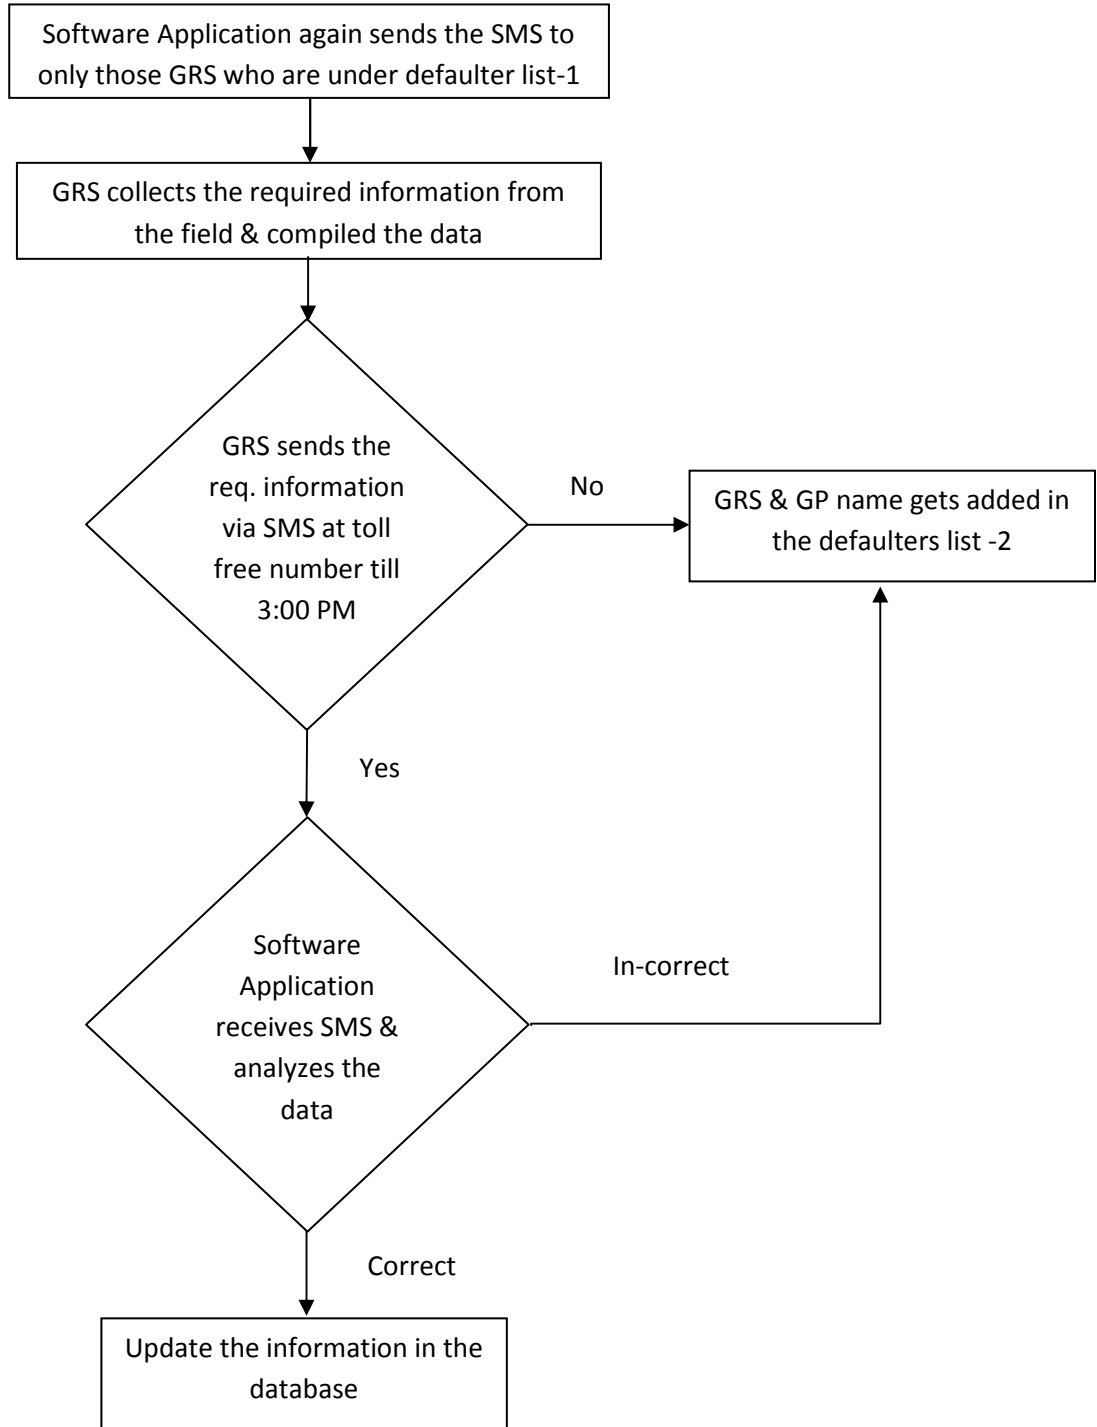 Software Application again sends the SMS to
only those GRS who are under defaulter list-1
GRS collects the required information from
the field & compiled the data
GRS sends the
req. information
via SMS at toll
free number till
3:00 PM
No
GRS & GP name gets added in
the defaulters list -2
Yes
Software
Application
receives SMS &
analyzes the
data
In-correct
Correct
Update the information in the
database